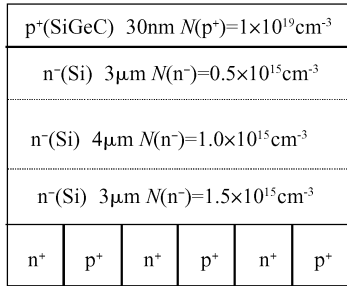 p⁺(SiGeC) 30nm N(p⁺)=1×10¹⁹cm⁻³
n⁻(Si) 3μm N(n⁻)=0.5×10¹⁵cm⁻³
n⁻(Si) 4μm N(n⁻)=1.0×10¹⁵cm⁻³
n⁻(Si) 3μm N(n⁻)=1.5×10¹⁵cm⁻³
n⁺ p⁺ n⁺ p⁺ n⁺ p⁺